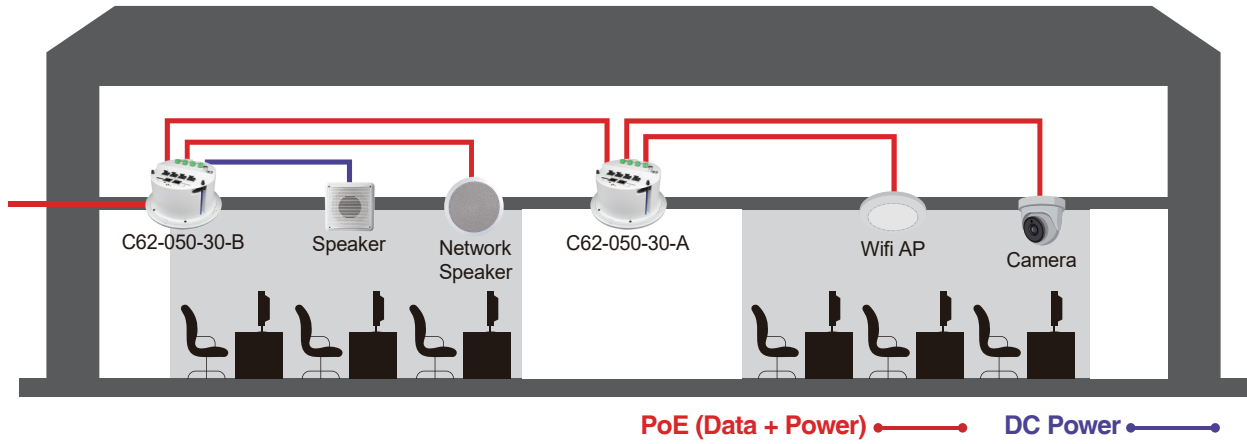 C62-050-30-B
Speaker
Network
Speaker
C62-050-30-A
Wifi AP
Camera
PoE (Data + Power)
DC Power